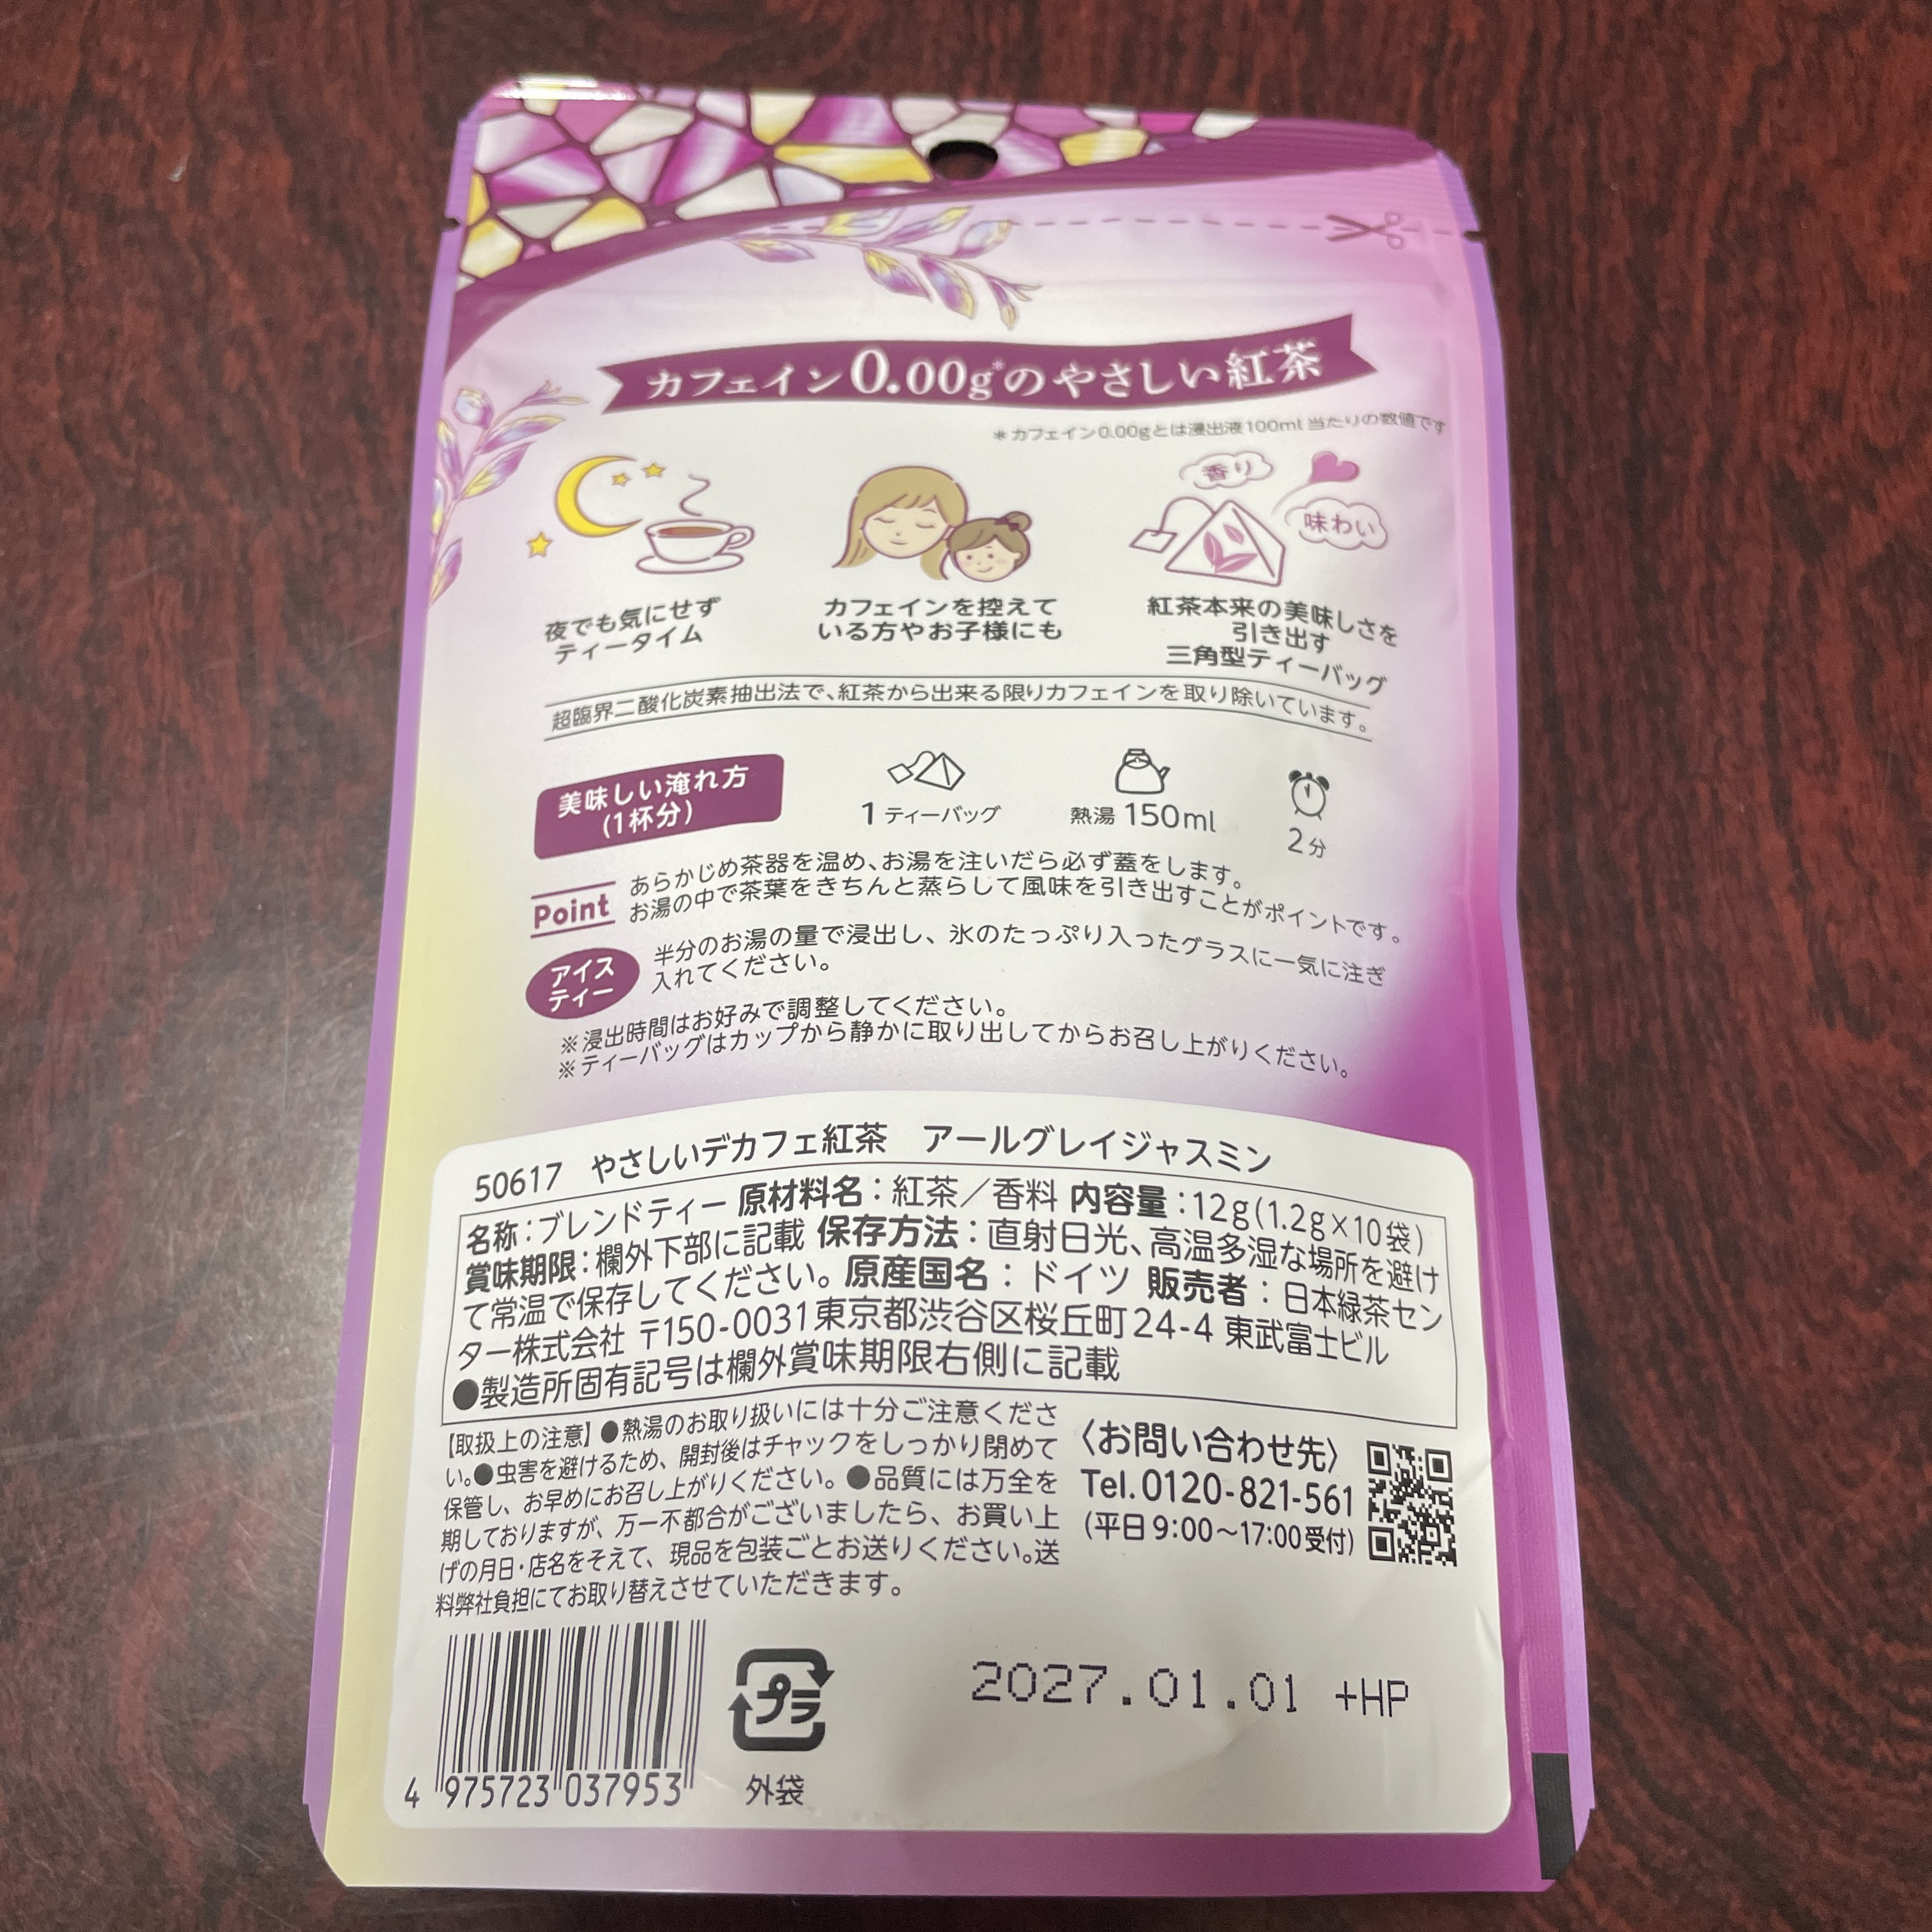 カフェイン0.00g*のやさしい紅茶
*カフェイン0.00gとは浸出液100ml当たりの数値です
香り
味わい
夜でも気にせず
ティータイム
カフェインを控えて
いる方やお子様にも
紅茶本来の美味しさを
引き出す
三角型ティーバッグ
超臨界二酸化炭素抽出法で、紅茶から出来る限りカフェインを取り除いています。
美味しい淹れ方
(1杯分)
1ティーバッグ
熱湯150ml
2分
Point
あらかじめ茶器を温め、お湯を注いだら必ず蓋をします。
お湯の中で茶葉をきちんと蒸らして風味を引き出すことがポイントです。
アイス
ティー
半分のお湯の量で浸出し、氷のたっぷり入ったグラスに一気に注ぎ
入れてください。
※浸出時間はお好みで調整してください。
※ティーバッグはカップから静かに取り出してからお召し上がりください。
50617 やさしいデカフェ紅茶 アールグレイジャスミン
名称:ブレンドティー 原材料名:紅茶/香料 内容量:12g(1.2g×10袋)
賞味期限:欄外下部に記載 保存方法:直射日光、高温多湿な場所を避け
て常温で保存してください。原産国名:ドイツ 販売者:日本緑茶セン
ター株式会社 〒150-0031東京都渋谷区桜丘町24-4 東武富士ビル
●製造所固有記号は欄外賞味期限右側に記載
【取扱上の注意】●熱湯のお取り扱いには十分ご注意くださ
い。●虫害を避けるため、開封後はチャックをしっかり閉めて
保管し、お早めにお召し上がりください。●品質には万全を
期しておりますが、万一不都合がございましたら、お買い上
げの月日・店名をそえて、現品を包装ごとお送りください。送
料弊社負担にてお取り替えさせていただきます。
〈お問い合わせ先〉
Tel.0120-821-561
(平日9:00〜17:00受付)
プラ
外袋
2027.01.01 +HP
4 975723 037953